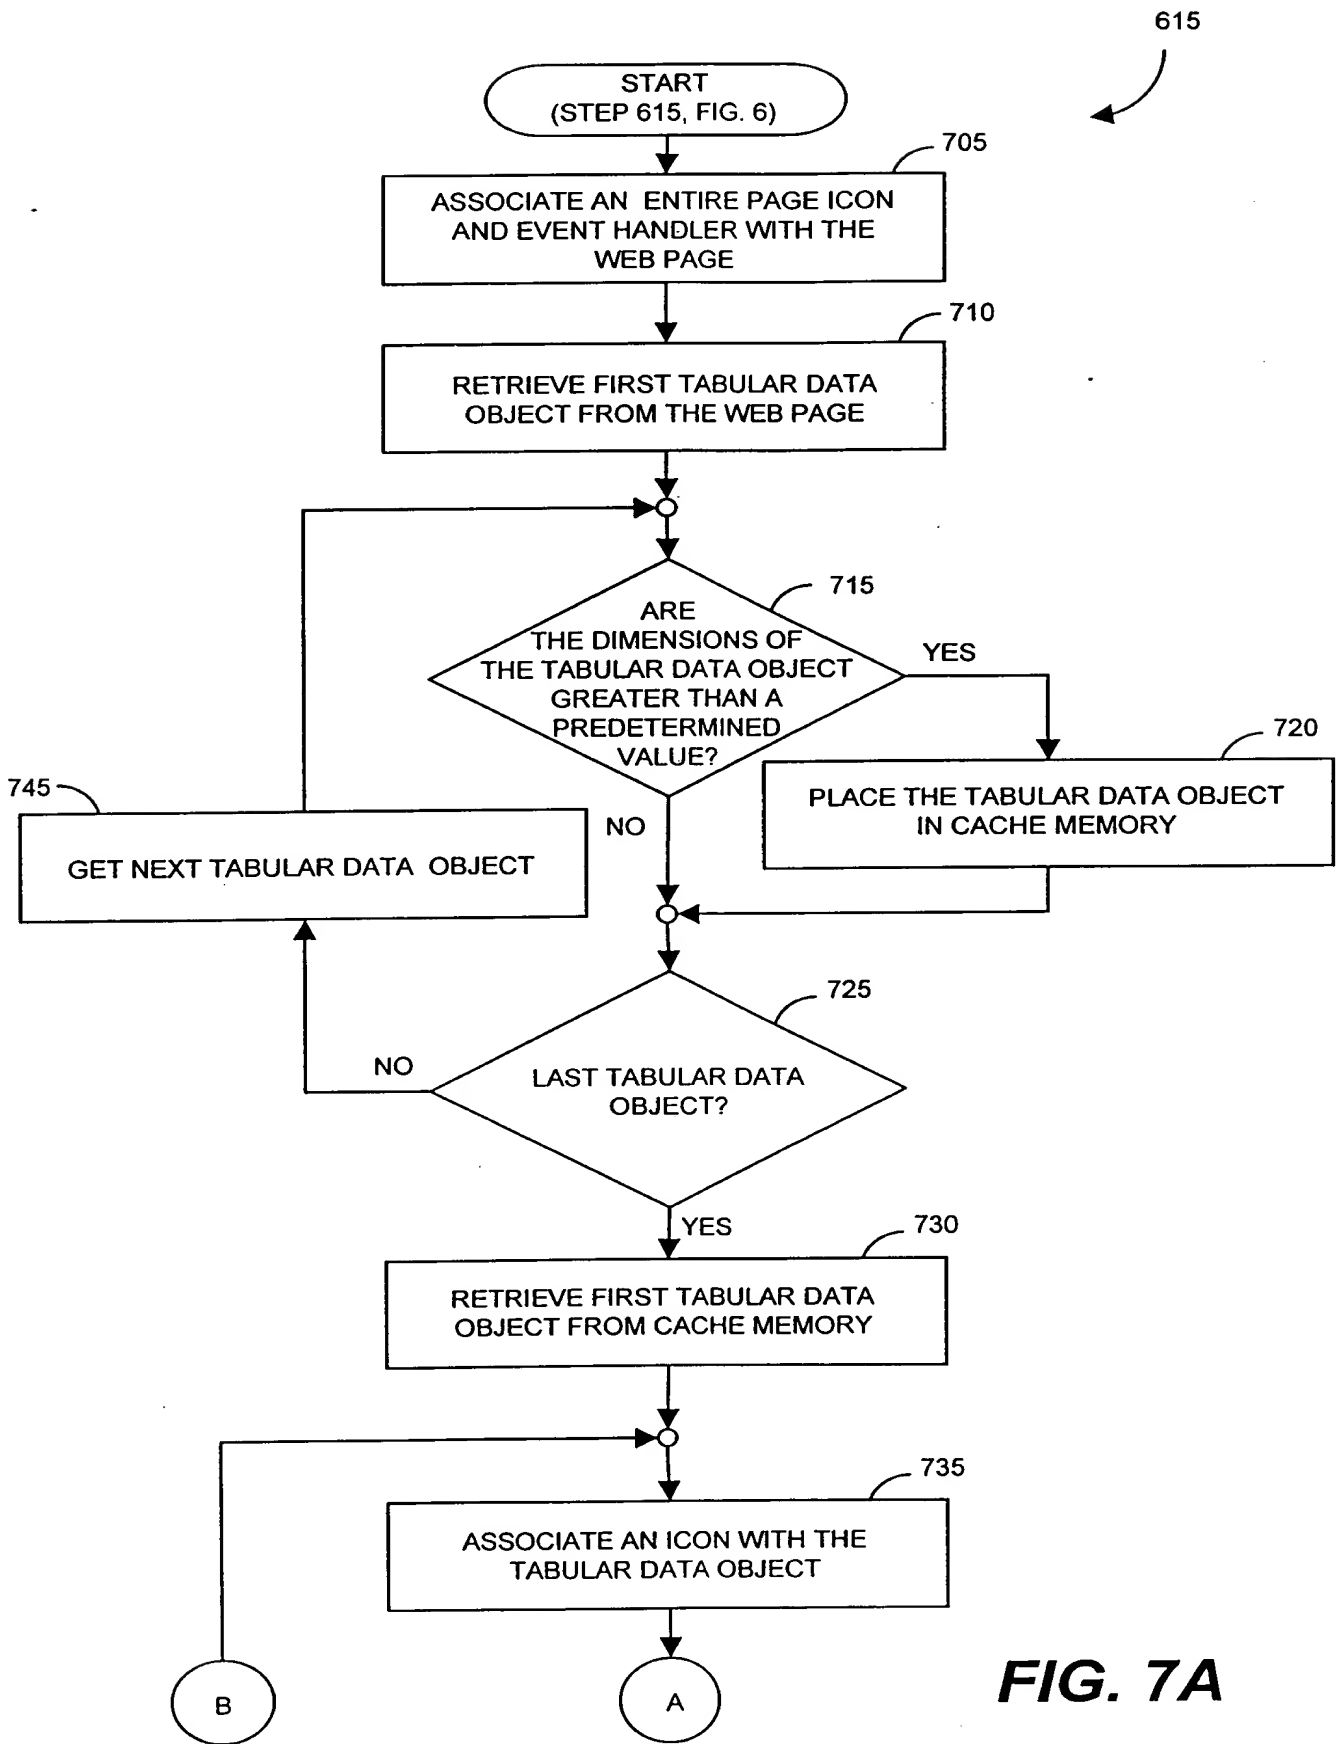 615
START
(STEP 615, FIG. 6)
705
ASSOCIATE AN ENTIRE PAGE ICON
AND EVENT HANDLER WITH THE
WEB PAGE
710
RETRIEVE FIRST TABULAR DATA
OBJECT FROM THE WEB PAGE
715
ARE
THE DIMENSIONS OF
THE TABULAR DATA OBJECT
GREATER THAN A
PREDETERMINED
VALUE?
YES
720
PLACE THE TABULAR DATA OBJECT
IN CACHE MEMORY
NO
745
GET NEXT TABULAR DATA OBJECT
725
LAST TABULAR DATA
OBJECT?
NO
YES
730
RETRIEVE FIRST TABULAR DATA
OBJECT FROM CACHE MEMORY
735
ASSOCIATE AN ICON WITH THE
TABULAR DATA OBJECT
B
A
FIG. 7A